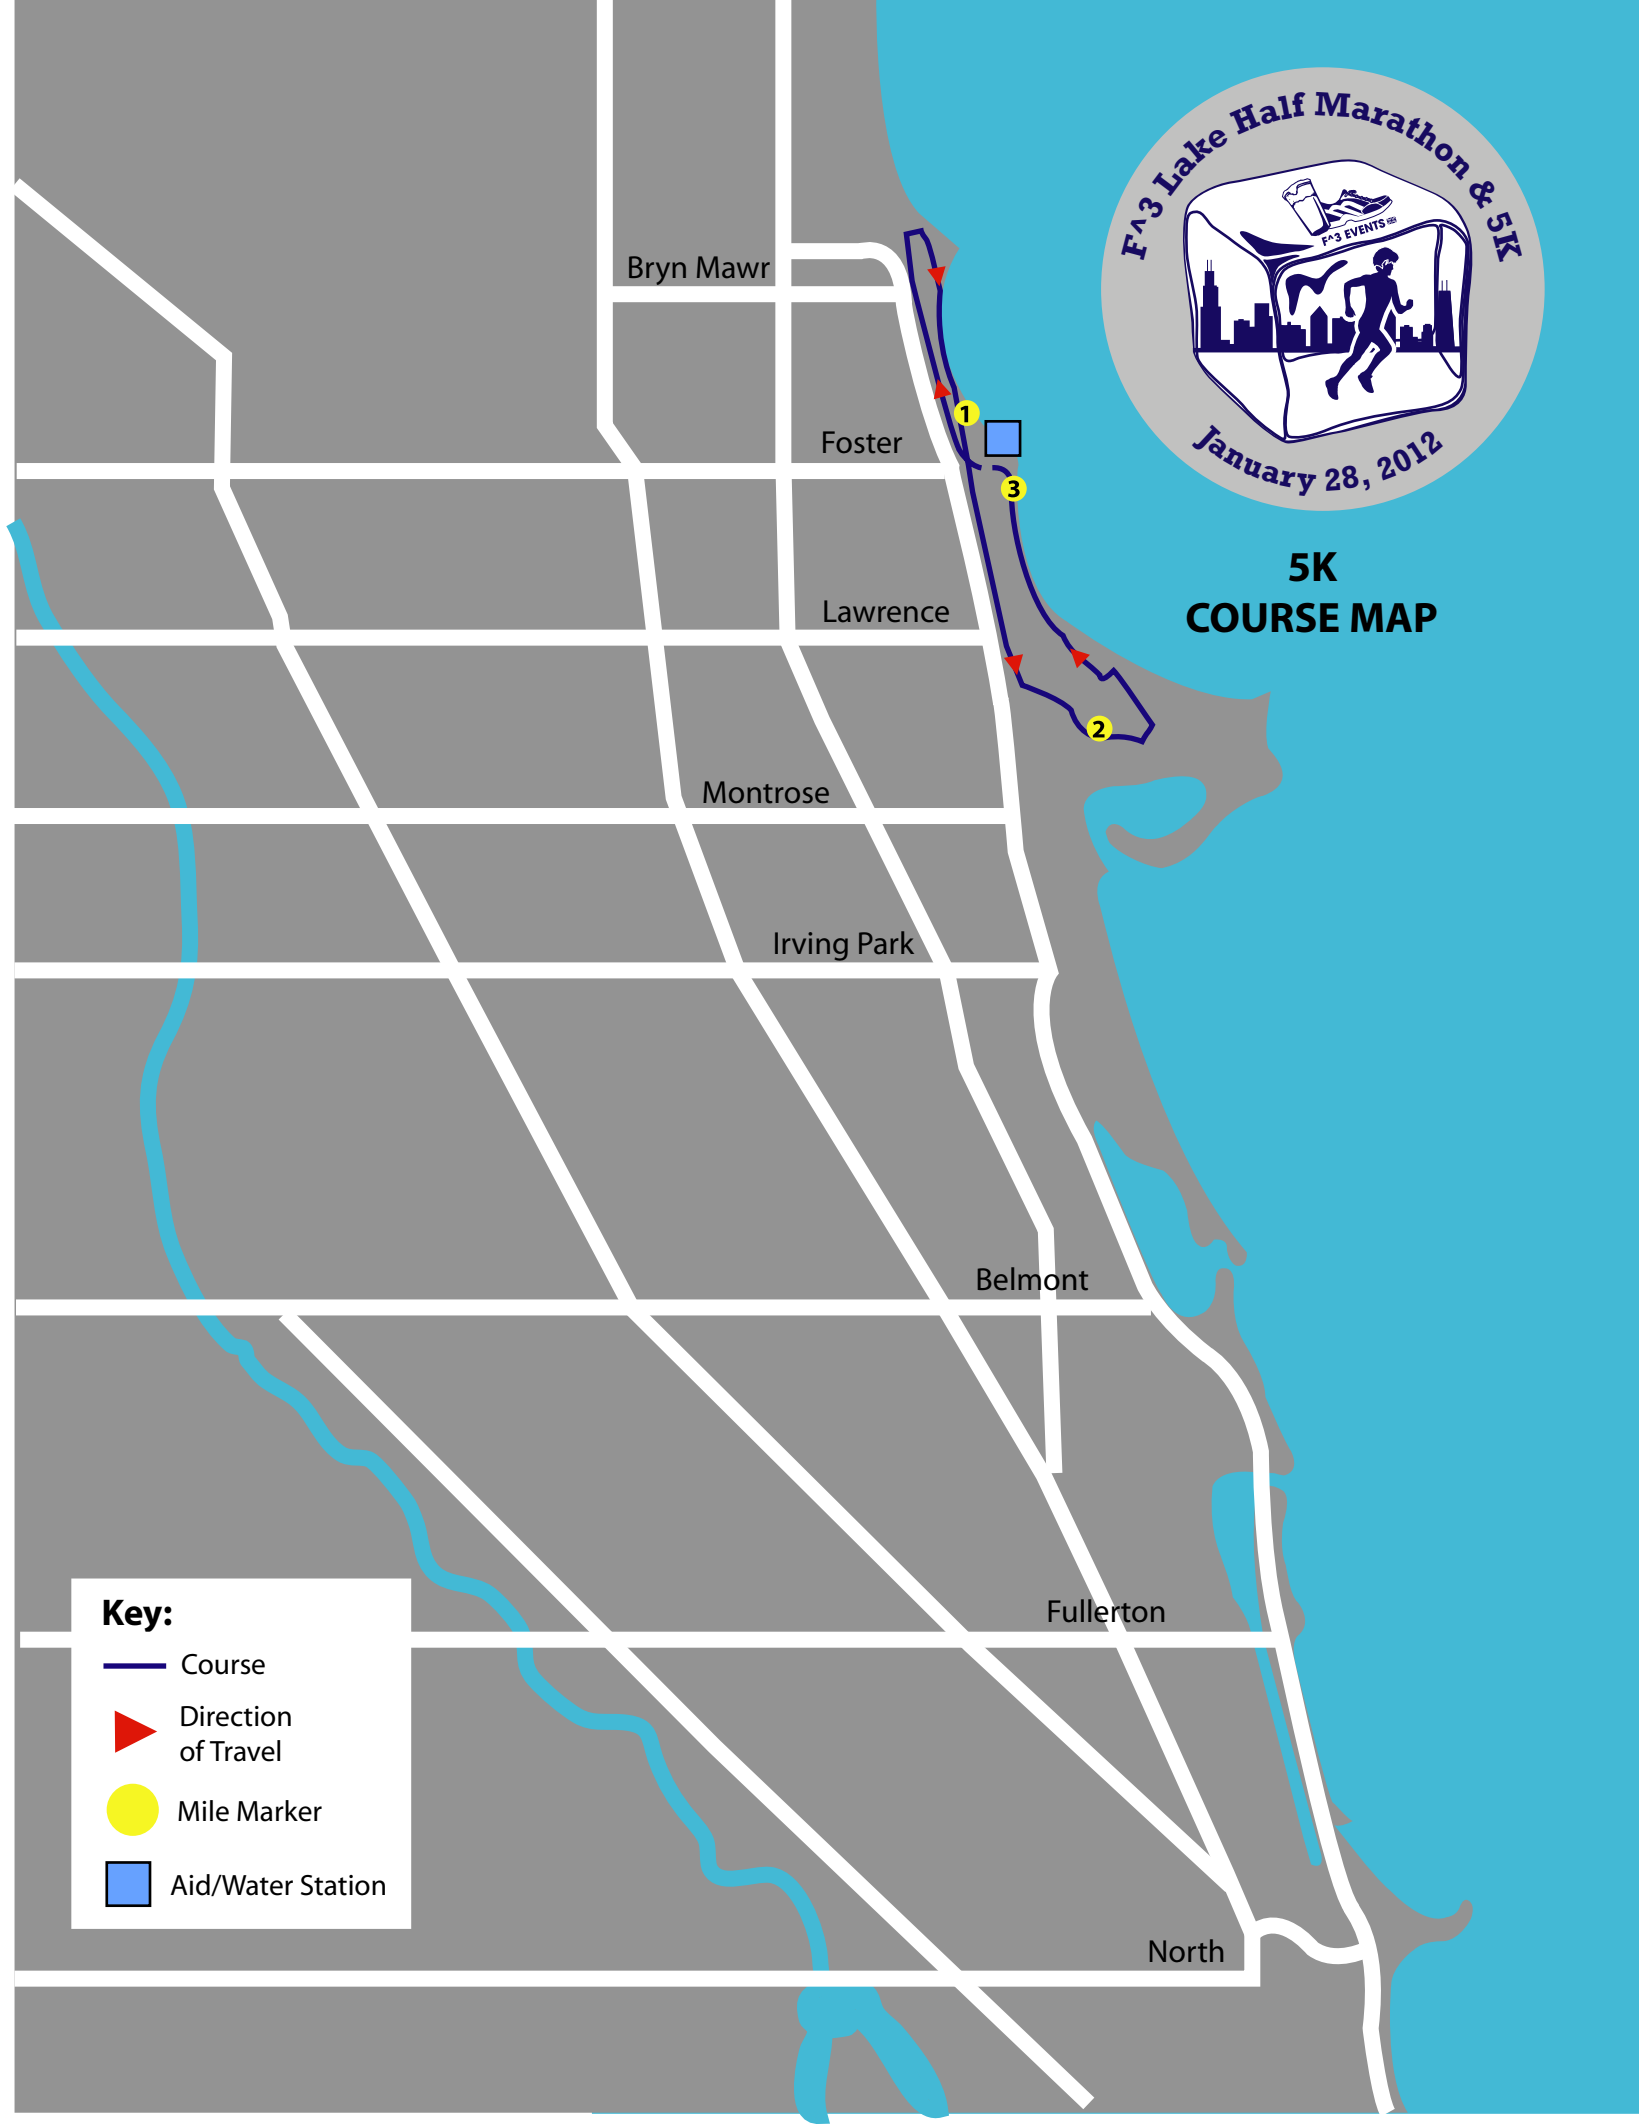 F^3 Lake Half Marathon & 5K
F^3 EVENTS
January 28, 2012
5K
COURSE MAP
Bryn Mawr
1
Foster
3
Lawrence
2
Montrose
Irving Park
Belmont
Fullerton
North
Key:
Course
Direction
of Travel
Mile Marker
Aid/Water Station